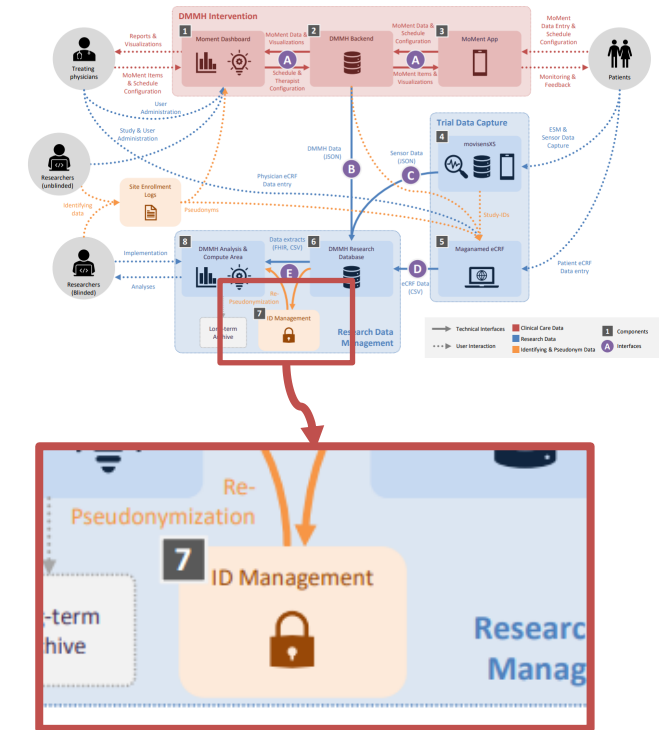 DMMH Intervention
1
Moment Dashboard
2
DMMH Backend
3
MoMent App
Reports &
Visualizations
MoMent Items
& Schedule
Configuration
Treating
physicians
MoMent Data &
Visualizations
A
Schedule &
Therapist
Configuration
MoMent Data &
Schedule
Configuration
A
MoMent Items &
Visualizations
MoMent
Data Entry &
Schedule
Configuration
Monitoring &
Feedback
Patients
User
Administration
Study & User
Administration
Researchers
(unblinded)
Identifying
data
Site Enrollment
Logs
Pseudonyms
Physician eCRF
Data entry
DMMH Data
(JSON)
B
Sensor Data
(JSON)
C
Trial Data Capture
movisensXS
4
ESM &
Sensor Data
Capture
Study-IDs
5
Maganamed eCRF
Patient eCRF
Data entry
Researchers
(Blinded)
Implementation
Analyses
8
DMMH Analysis &
Compute Area
Data extracts
(FHIR, CSV)
E
6
DMMH Research
Database
D
eCRF Data
(CSV)
Re-
Pseudonymization
7
ID Management
Long-term
Archive
Research Data
Management
Technical Interfaces
User Interaction
Clinical Care Data
Research Data
Identifying & Pseudonym Data
1
Components
A
Interfaces
Re-
Pseudonymization
7
ID Management
-term
hive
Researc
Manag